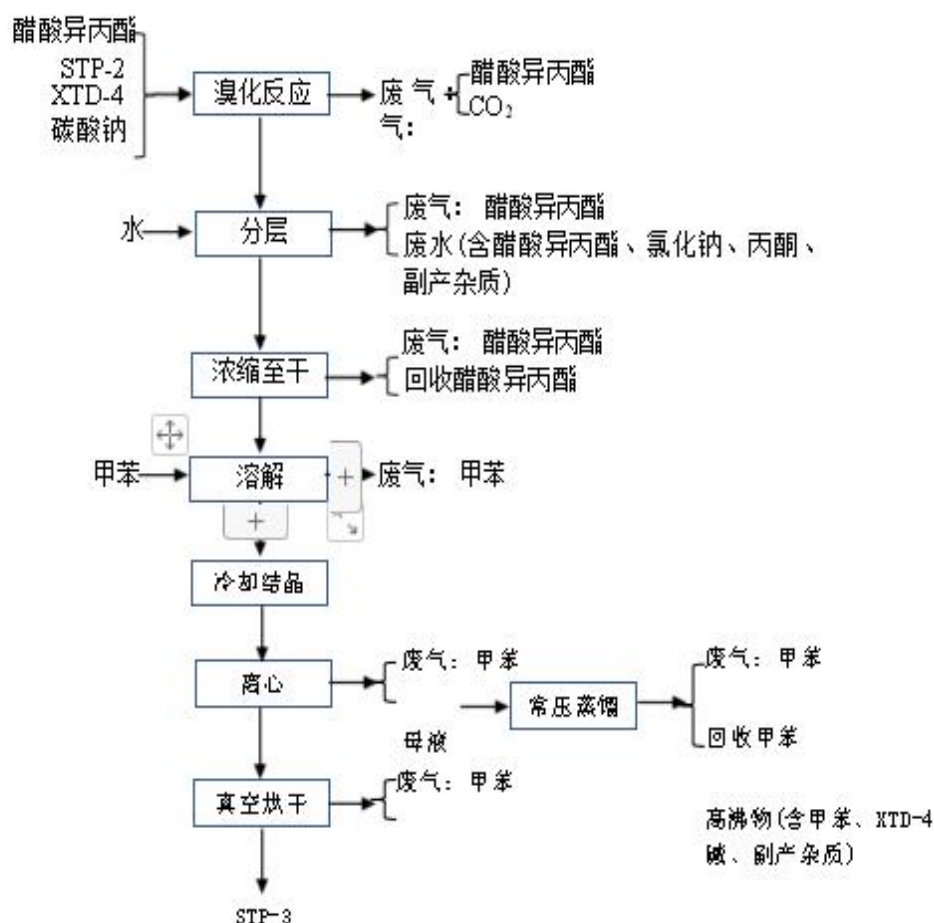 醋酸异丙酯
STP-2
XTD-4
碳酸钠
溴化反应
废气
气:
醋酸异丙酯
CO₂
水
分层
废气: 醋酸异丙酯
废水(含醋酸异丙酯、氯化钠、丙酮、
副产杂质)
浓缩至干
废气: 醋酸异丙酯
回收醋酸异丙酯
甲苯
溶解
废气: 甲苯
冷却结晶
离心
废气: 甲苯
母液
常压蒸馏
废气: 甲苯
回收甲苯
高沸物(含甲苯、XTD-4
碱、副产杂质)
真空烘干
废气: 甲苯
STP-3